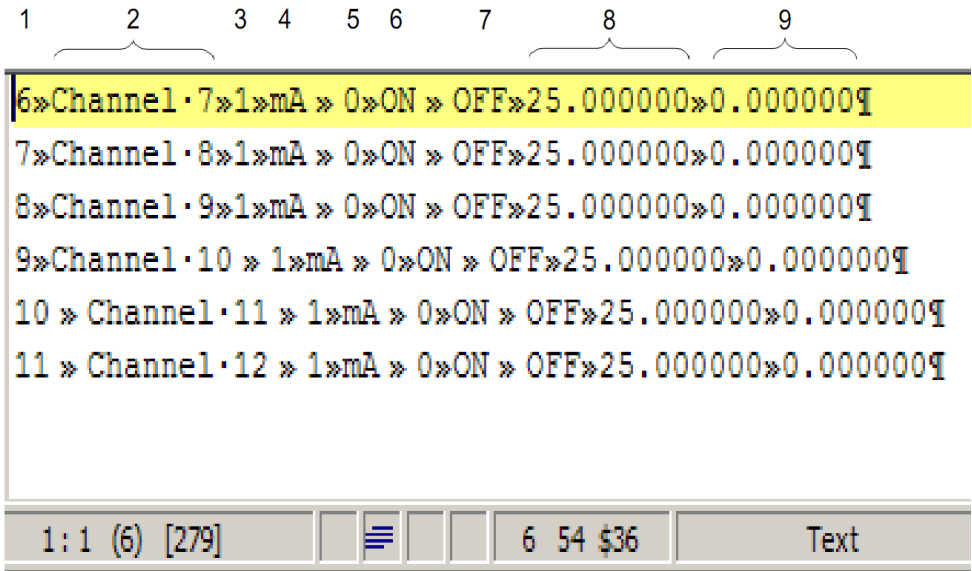 1 2 3 4 5 6 7 8 9
6»Channel·7»1»mA » 0»ON » OFF»25.000000»0.000000¶
7»Channel·8»1»mA » 0»ON » OFF»25.000000»0.000000¶
8»Channel·9»1»mA » 0»ON » OFF»25.000000»0.000000¶
9»Channel·10 » 1»mA » 0»ON » OFF»25.000000»0.000000¶
10 » Channel·11 » 1»mA » 0»ON » OFF»25.000000»0.000000¶
11 » Channel·12 » 1»mA » 0»ON » OFF»25.000000»0.000000¶
1:1 (6) [279] 6 54 $36 Text